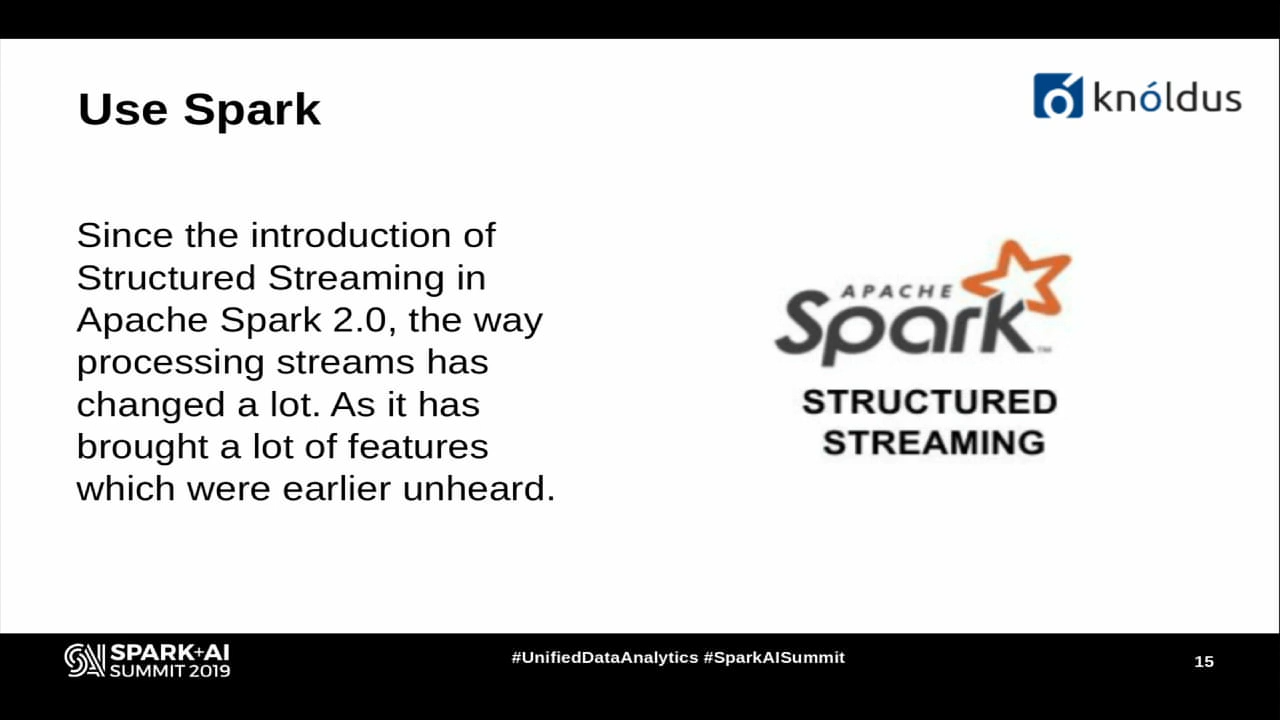 Use Spark
knóldus
Since the introduction of
Structured Streaming in
Apache Spark 2.0, the way
processing streams has
changed a lot. As it has
brought a lot of features
which were earlier unheard.
APACHE
Spark™
STRUCTURED
STREAMING
SPARK+AI
SUMMIT 2019
#UnifiedDataAnalytics #SparkAISummit
15